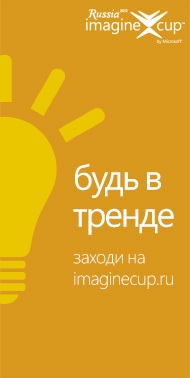 Russia
imagine cup
by Microsoft
будь в
тренде
заходи на
imaginecup.ru